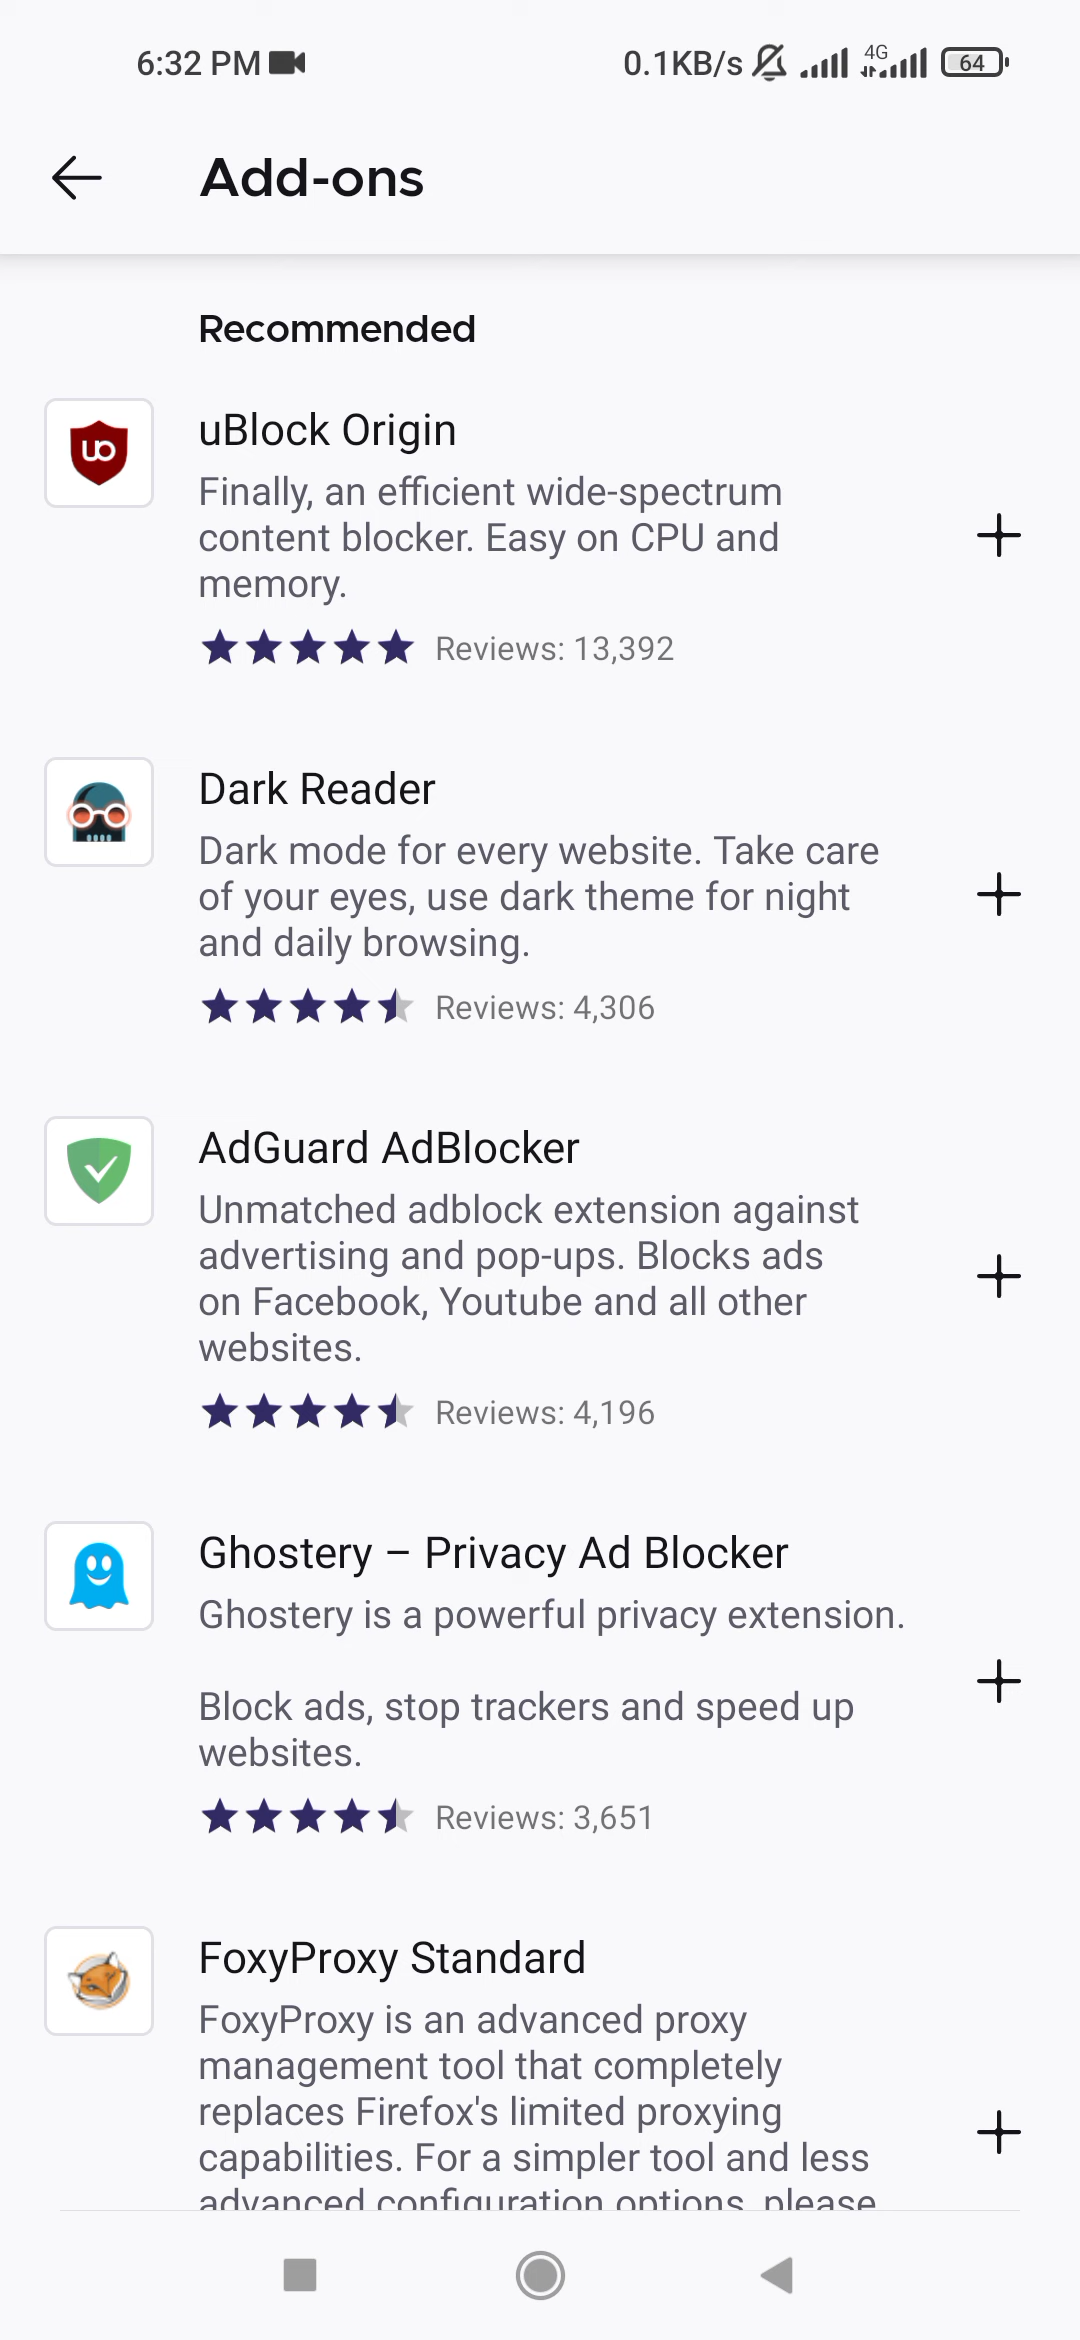 6:32 PM 0.1KB/s 4G 64
Add-ons
Recommended
uBlock Origin
Finally, an efficient wide-spectrum
content blocker. Easy on CPU and
memory.
Reviews: 13,392
Dark Reader
Dark mode for every website. Take care
of your eyes, use dark theme for night
and daily browsing.
Reviews: 4,306
AdGuard AdBlocker
Unmatched adblock extension against
advertising and pop-ups. Blocks ads
on Facebook, Youtube and all other
websites.
Reviews: 4,196
Ghostery – Privacy Ad Blocker
Ghostery is a powerful privacy extension.
Block ads, stop trackers and speed up
websites.
Reviews: 3,651
FoxyProxy Standard
FoxyProxy is an advanced proxy
management tool that completely
replaces Firefox's limited proxying
capabilities. For a simpler tool and less
advanced configuration options, please